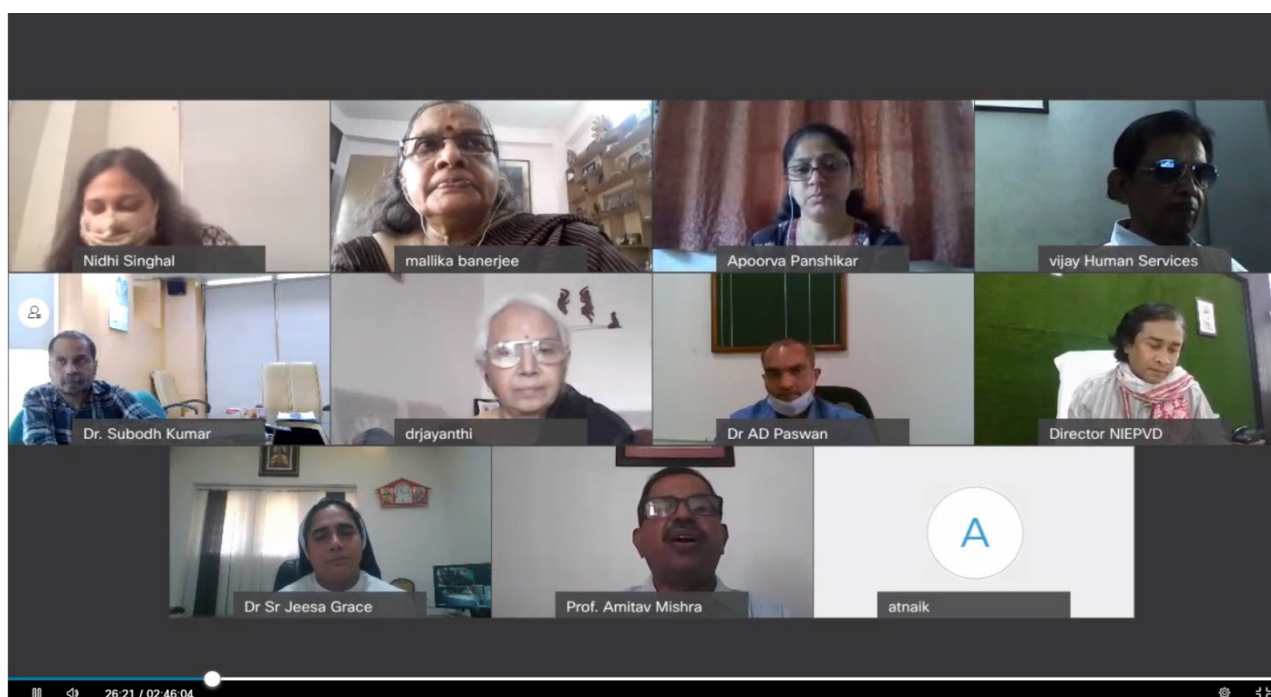 Nidhi Singhal
mallika banerjee
Apoorva Panshikar
vijay Human Services
Dr. Subodh Kumar
drjayanthi
Dr AD Paswan
Director NIEPVD
Dr Sr Jeesa Grace
Prof. Amitav Mishra
A
atnaik
26:21 / 02:46:04